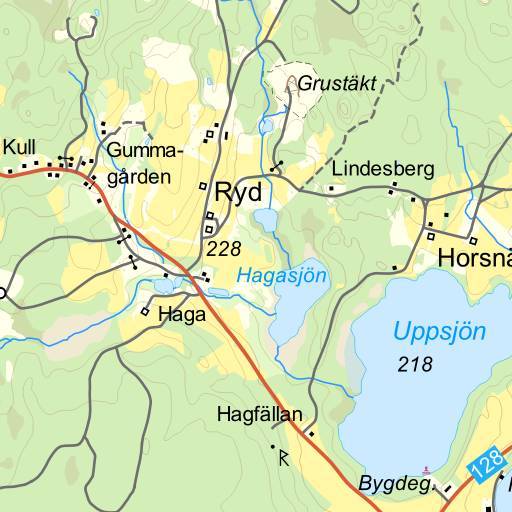 Grustäkt
Kull
Gumma-
gården
Lindesberg
Ryd
228
Horsnä
Hagasjön
Haga
Uppsjön
218
Hagfällan
128
Bygdeg.